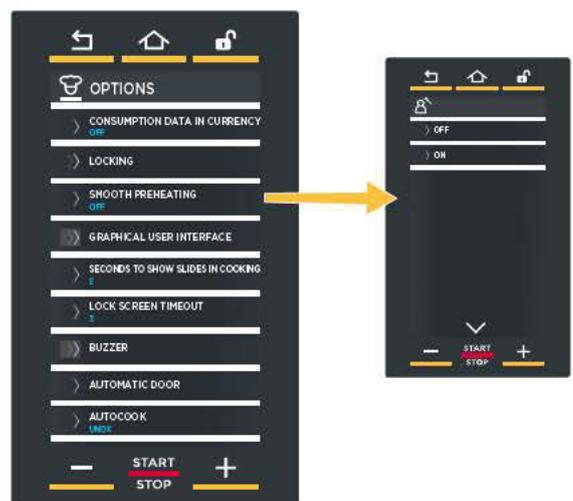 OPTIONS
CONSUMPTION DATA IN CURRENCY
OFF
LOCKING
SMOOTH PREHEATING
OFF
GRAPHICAL USER INTERFACE
SECONDS TO SHOW SLIDES IN COOKING
LOCK SCREEN TIMEOUT
BUZZER
AUTOMATIC DOOR
AUTOCOOK
UNOX
START
STOP
OFF
ON
START
STOP